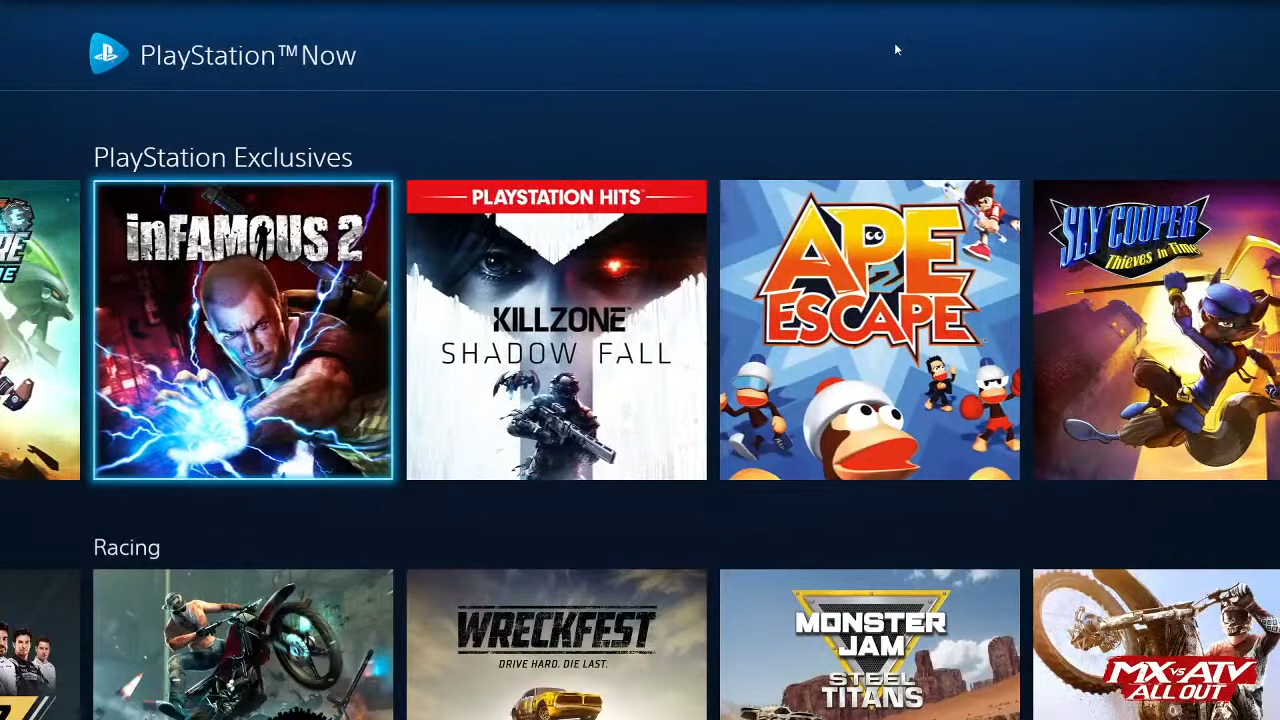 PlayStation™Now
PlayStation Exclusives
inFAMOUS 2
PLAYSTATION HITS
KILLZONE
SHADOW FALL
APE
2
ESCAPE
SLY COOPER
Thieves in Time
Racing
WRECKFEST
DRIVE HARD. DIE LAST.
MONSTER
JAM
STEEL
TITANS
MX vs ATV
ALL OUT